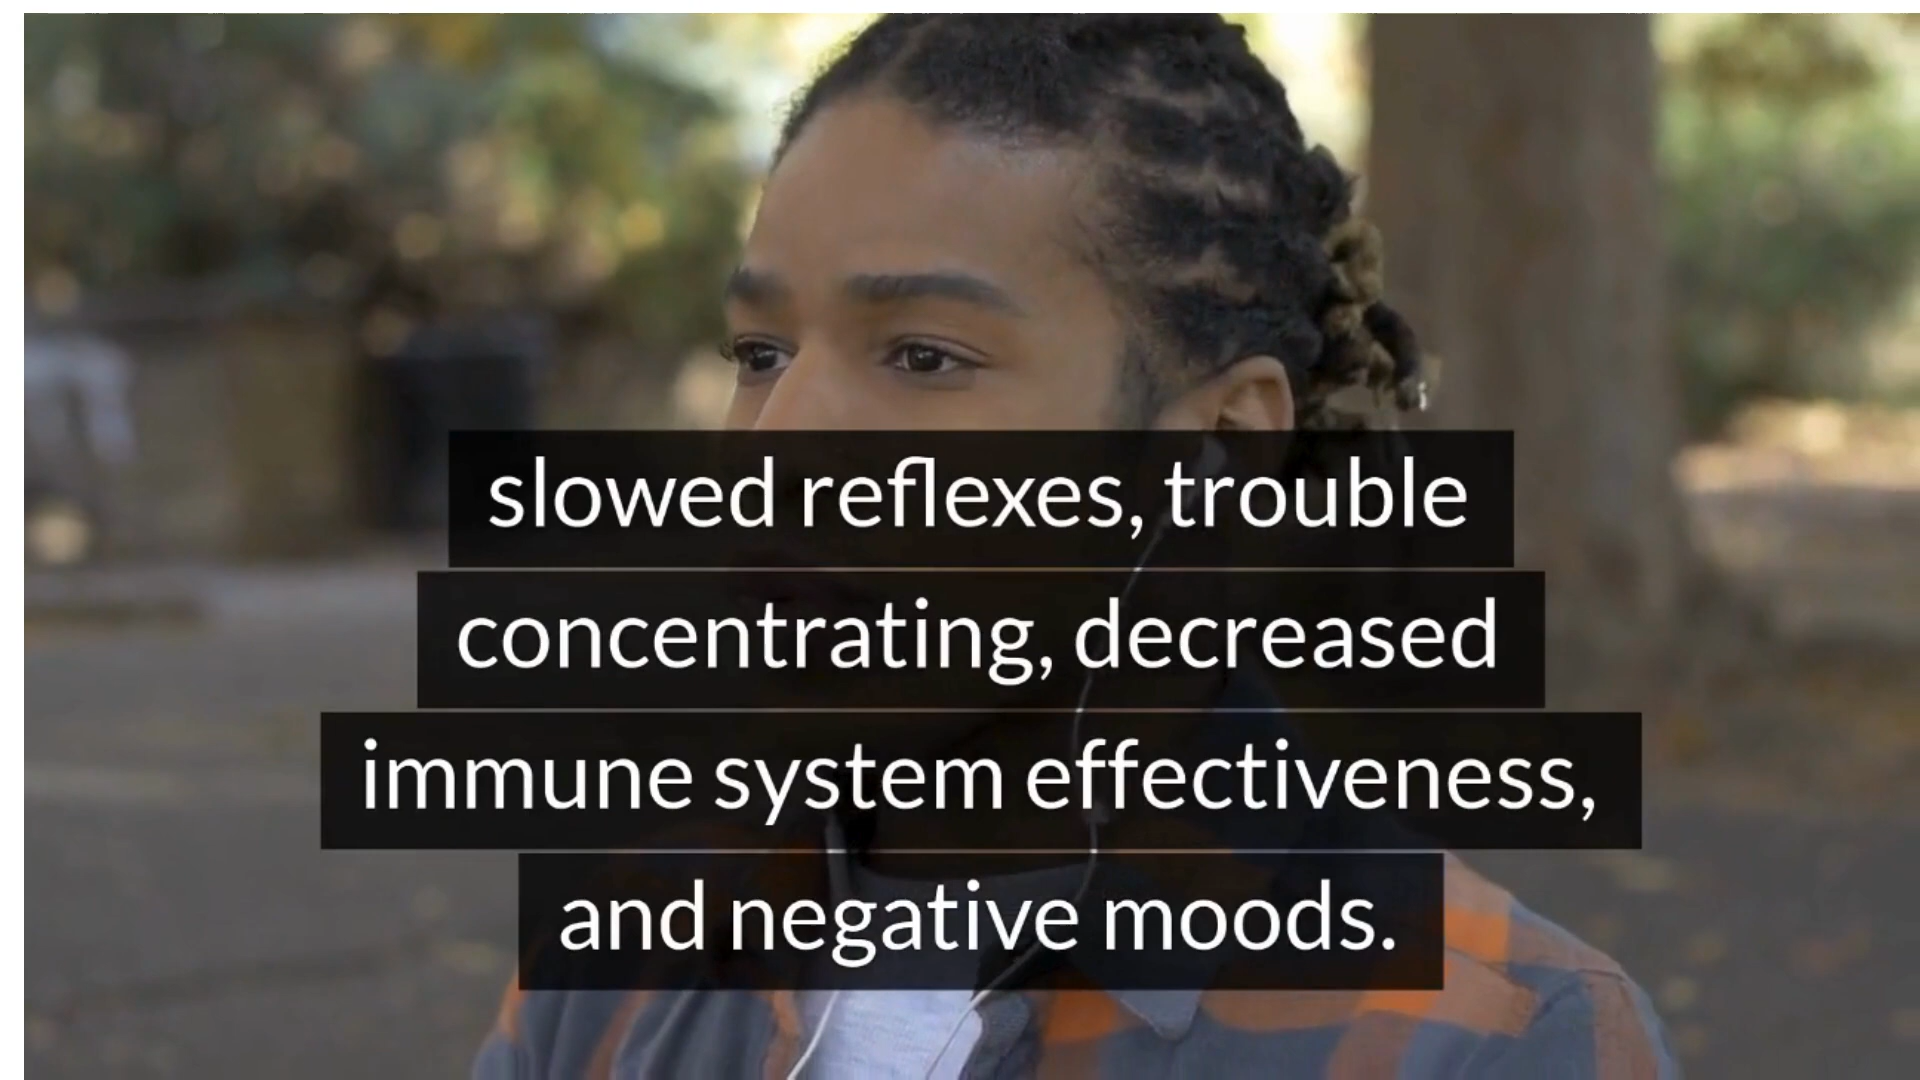 slowed reflexes, trouble
concentrating, decreased
immune system effectiveness,
and negative moods.